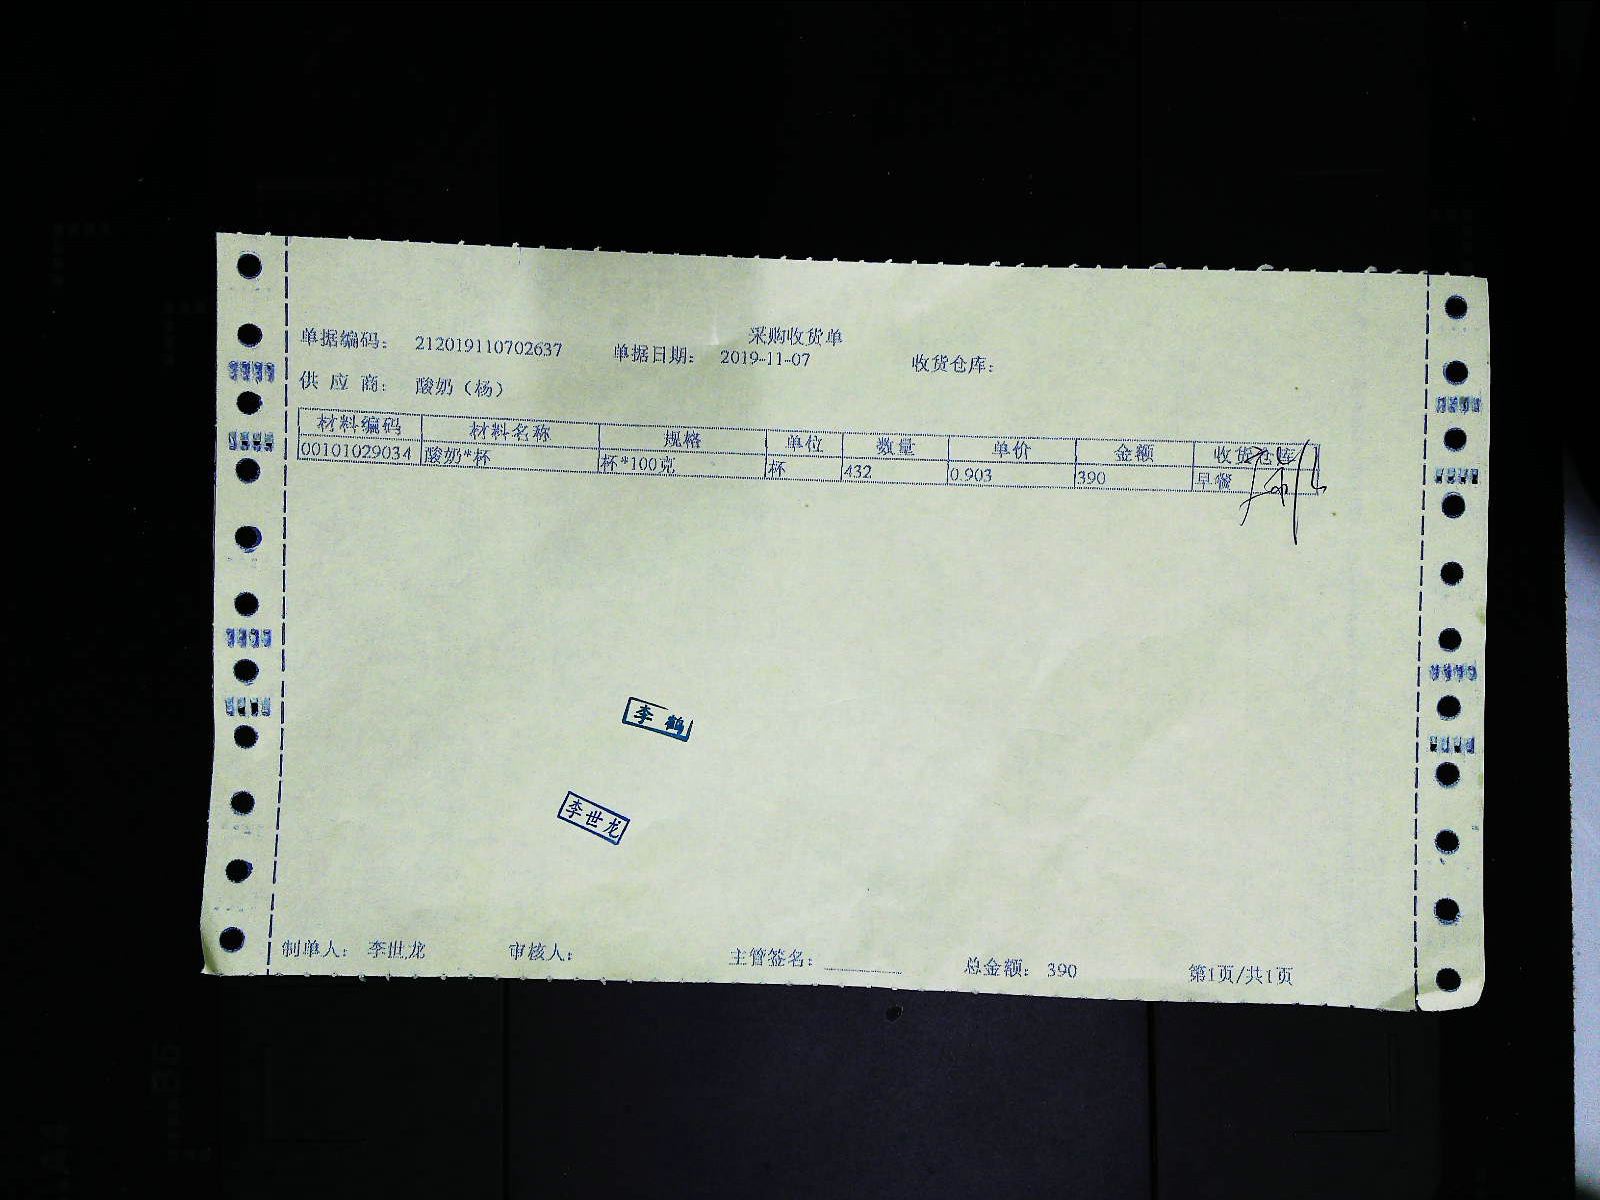 采购收货单
单据编码： 212019110702637 单据日期： 2019-11-07 收货仓库：
供 应 商： 酸奶（杨）
材料编码 材料名称 规格 单位 数量 单价 金额 收货仓库
00101029034 酸奶*杯 杯*100克 杯 432 0.903 390 早餐
李鹤
李世龙
制单人： 李世龙 审核人： 主管签名： 总金额： 390 第1页/共1页